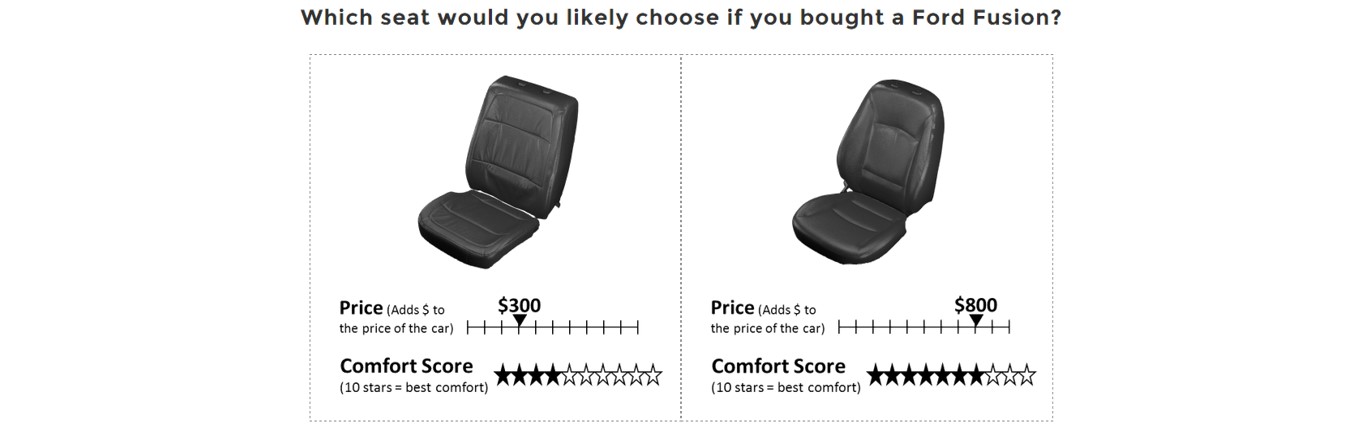 Which seat would you likely choose if you bought a Ford Fusion?
$300
Price (Adds $ to
the price of the car)
Comfort Score
(10 stars = best comfort)
$800
Price (Adds $ to
the price of the car)
Comfort Score
(10 stars = best comfort)